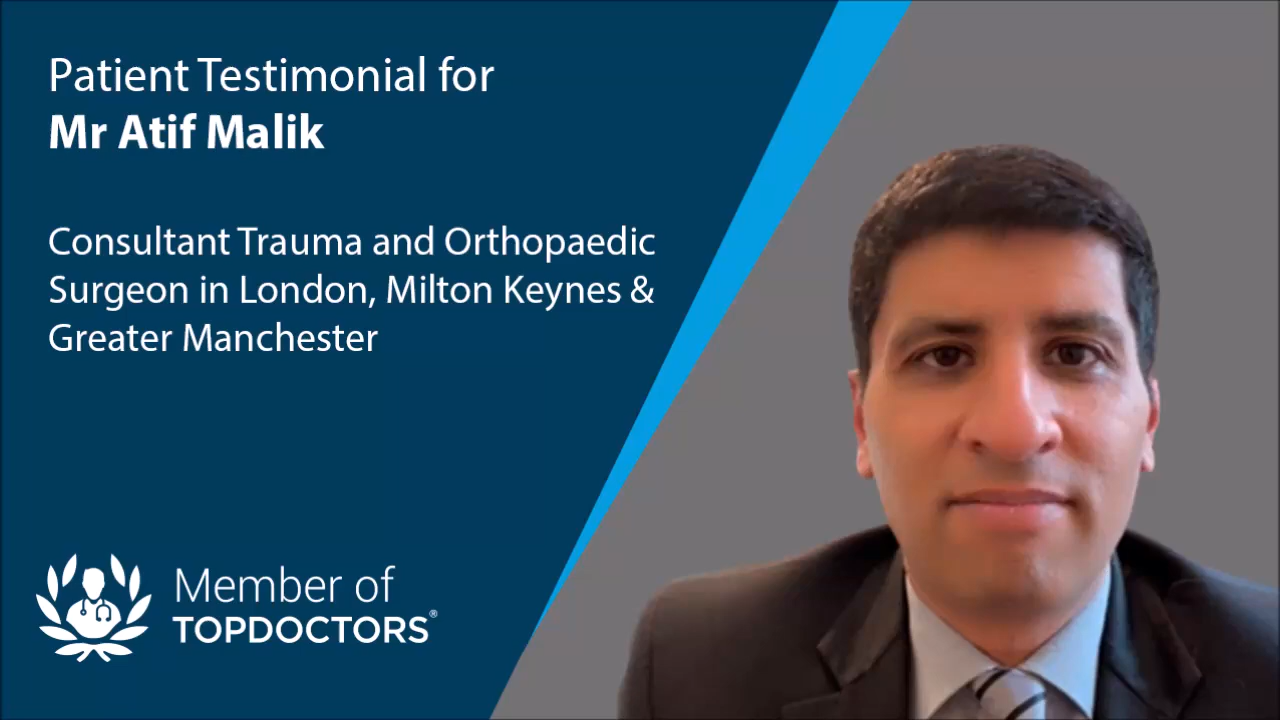 Patient Testimonial for
Mr Atif Malik
Consultant Trauma and Orthopaedic
Surgeon in London, Milton Keynes &
Greater Manchester
Member of
TOPDOCTORS®